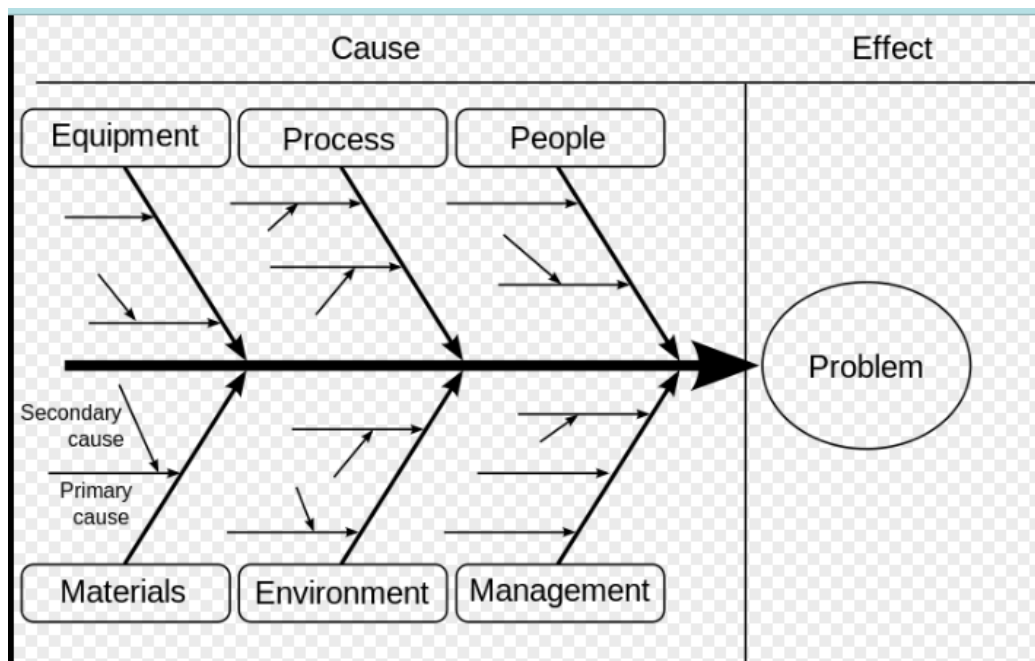 Cause
Effect
Equipment
Process
People
Problem
Secondary
cause
Primary
cause
Materials
Environment
Management